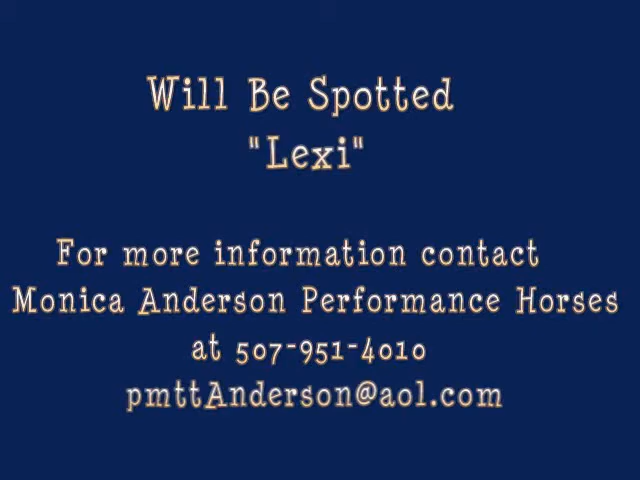 Will Be Spotted
"Lexi"
For more information contact
Monica Anderson Performance Horses
at 507-951-4010
pmttAnderson@aol.com